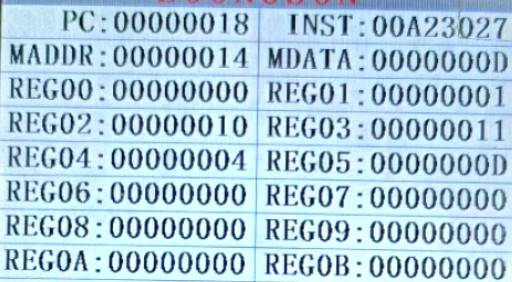 PC:00000018 INST:00A23027
MADDR:00000014 MDATA:0000000D
REG00:00000000 REG01:00000001
REG02:00000010 REG03:00000011
REG04:00000004 REG05:0000000D
REG06:00000000 REG07:00000000
REG08:00000000 REG09:00000000
REG0A:00000000 REG0B:00000000